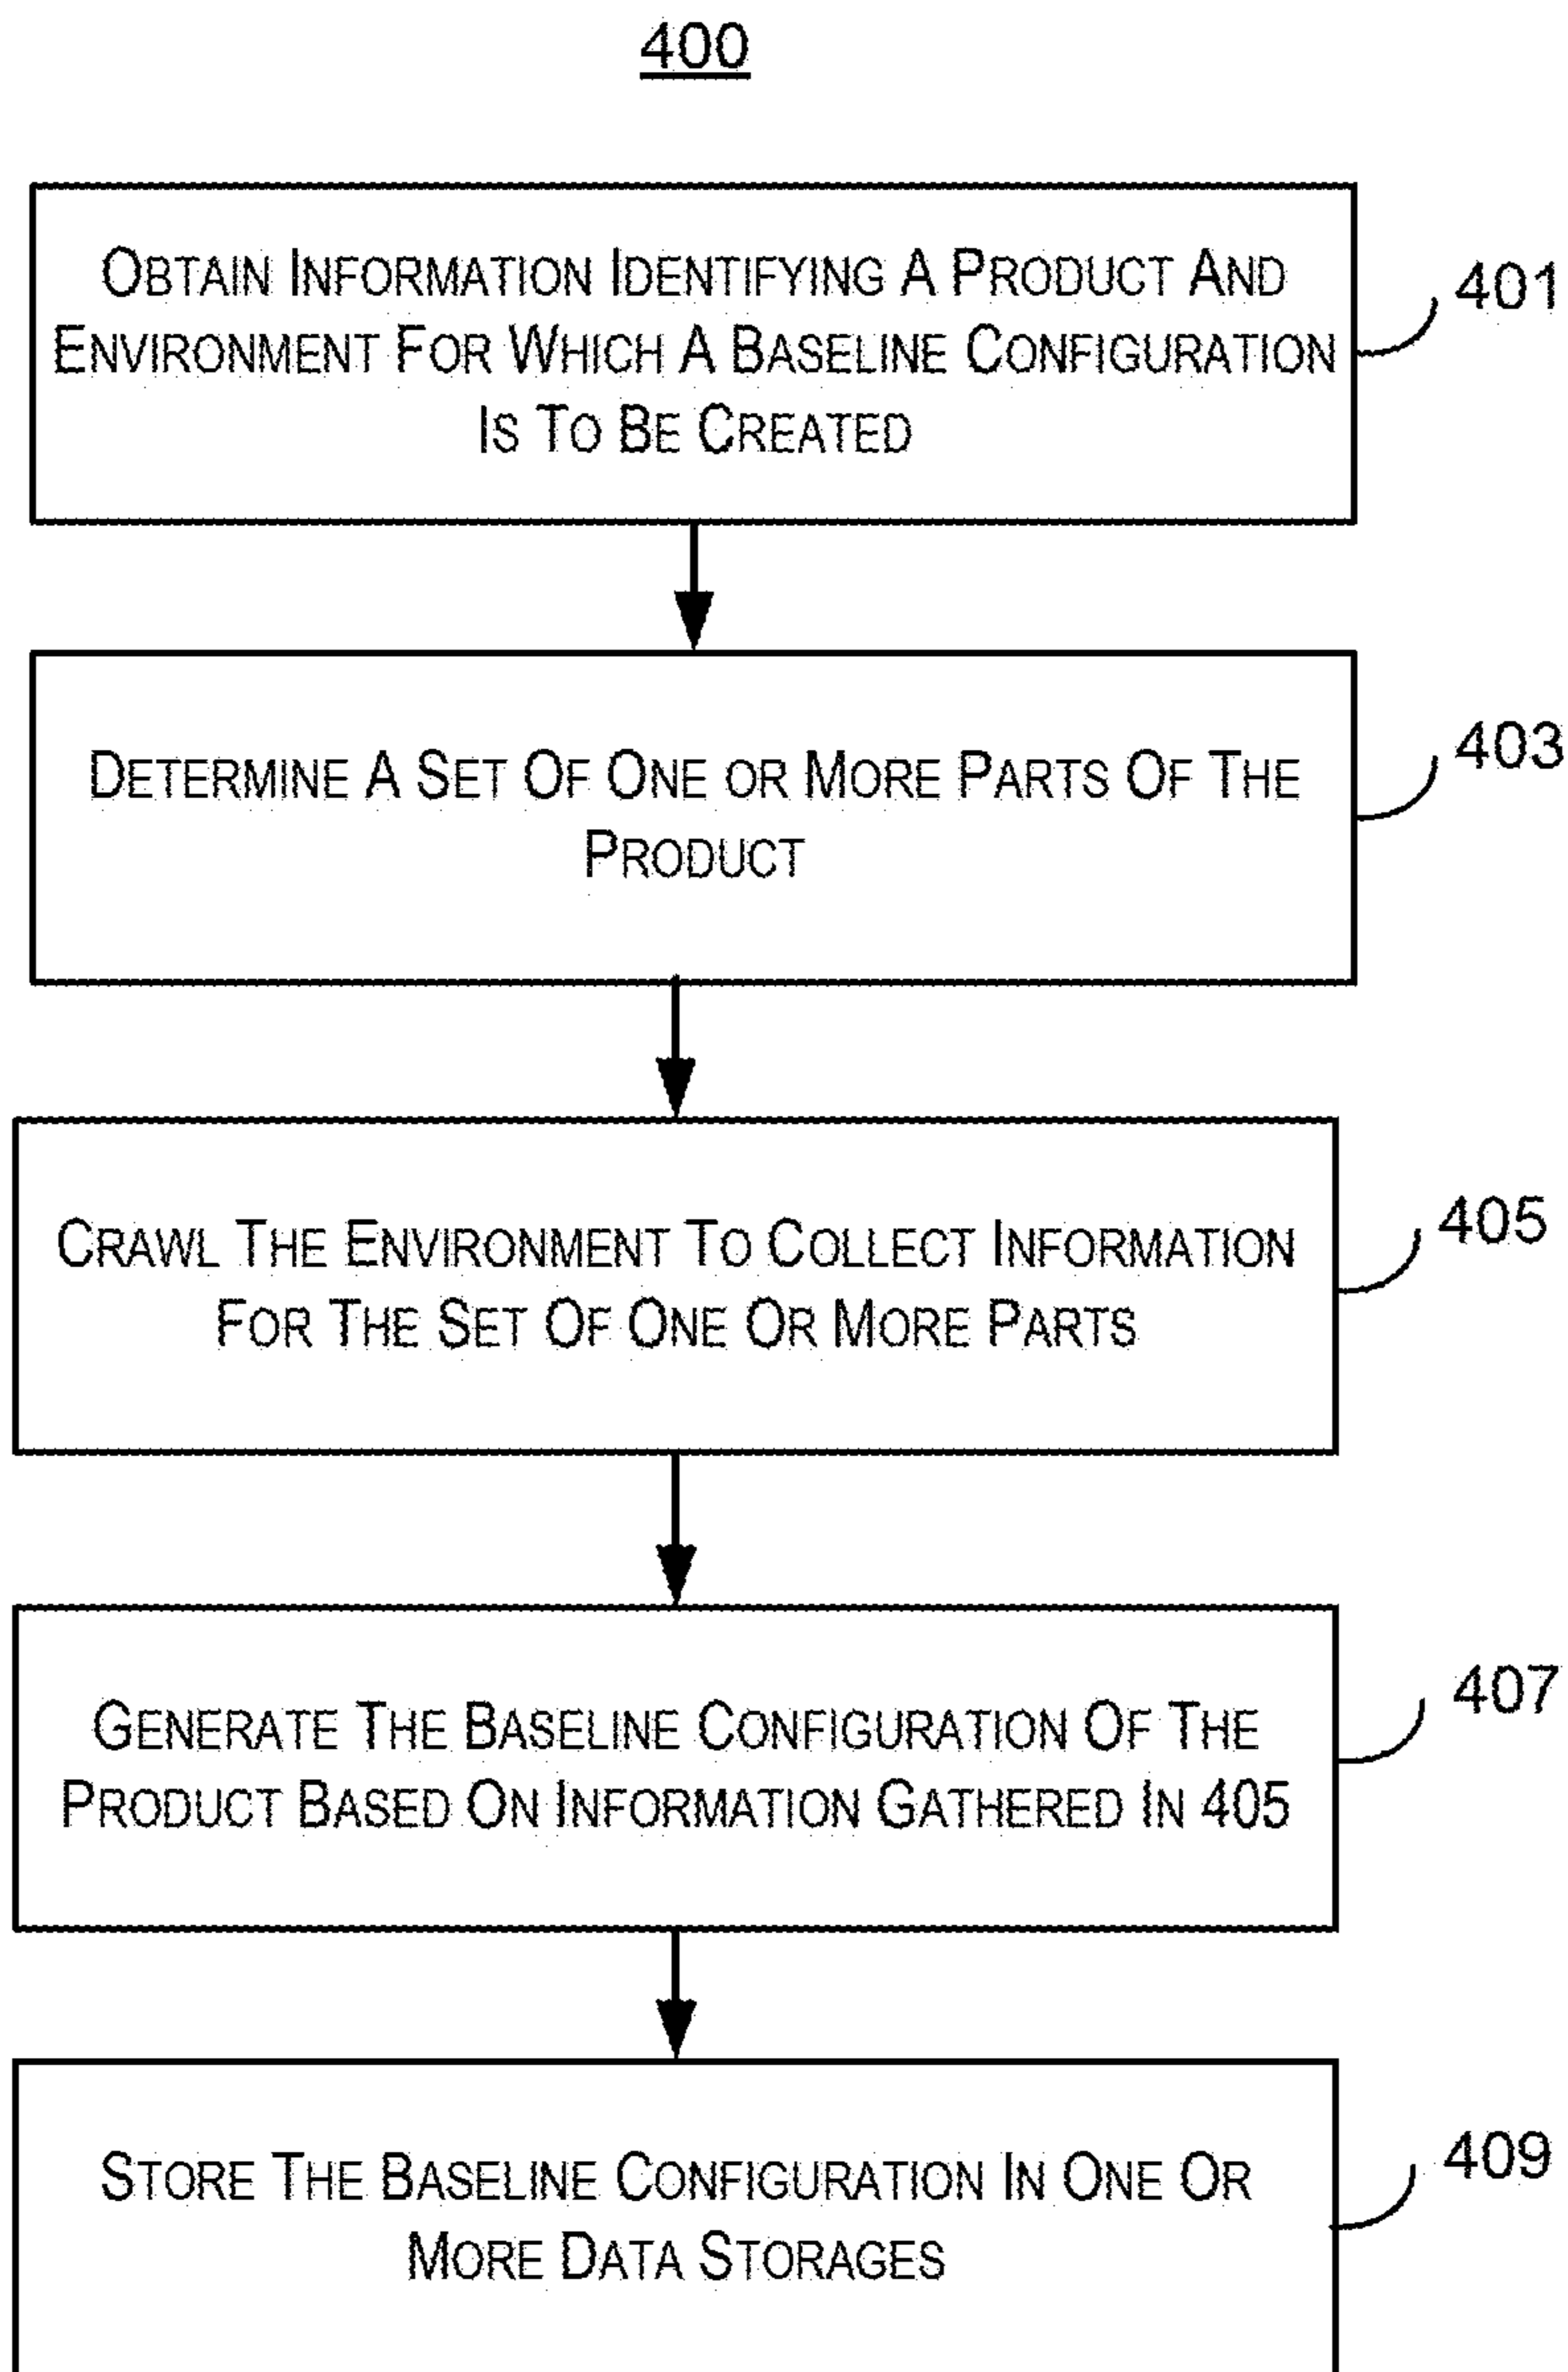 400
OBTAIN INFORMATION IDENTIFYING A PRODUCT AND
ENVIRONMENT FOR WHICH A BASELINE CONFIGURATION
IS TO BE CREATED
401
DETERMINE A SET OF ONE OR MORE PARTS OF THE
PRODUCT
403
CRAWL THE ENVIRONMENT TO COLLECT INFORMATION
FOR THE SET OF ONE OR MORE PARTS
405
GENERATE THE BASELINE CONFIGURATION OF THE
PRODUCT BASED ON INFORMATION GATHERED IN 405
407
STORE THE BASELINE CONFIGURATION IN ONE OR
MORE DATA STORAGES
409